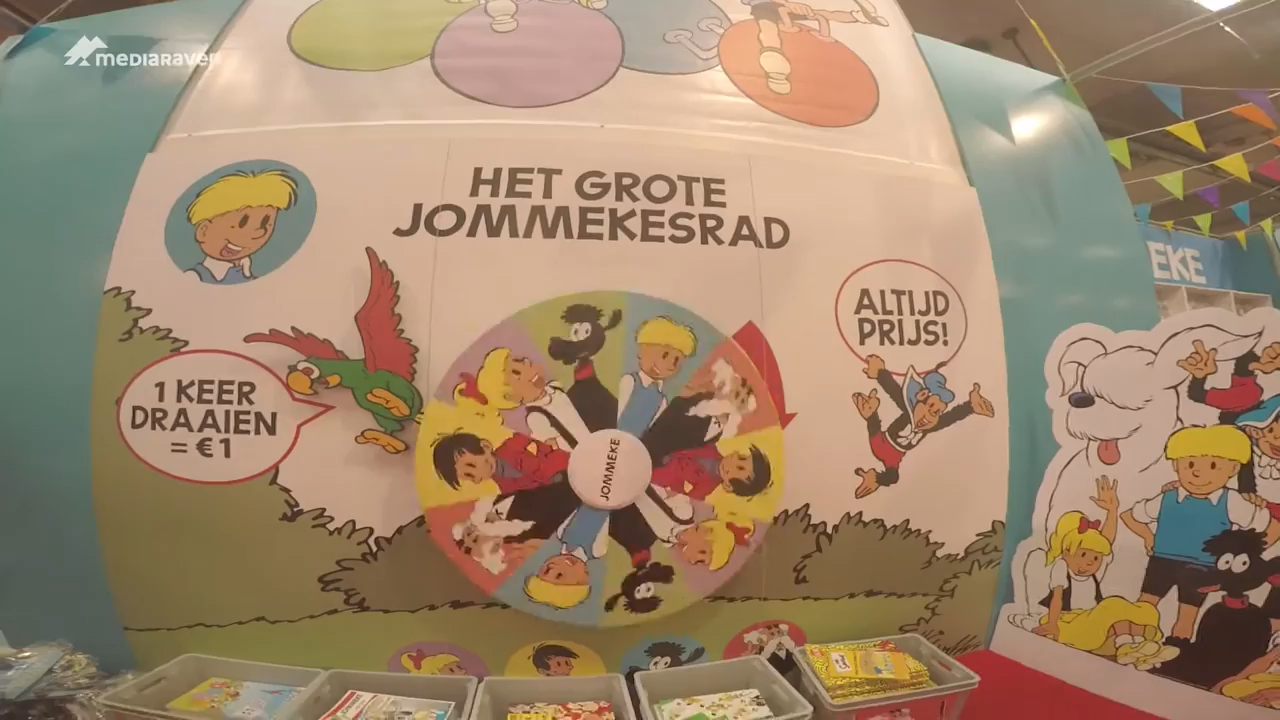 MEDIARAVEN
HET GROTE
JOMMEKESRAD
ALTIJD
PRIJS!
1 KEER
DRAAIEN
= €1
JOMMEKE
EKE